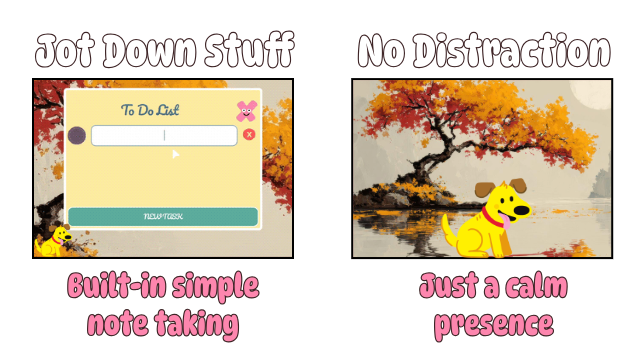 Jot Down Stuff
No Distraction
To Do List
x
NEW TASK
Built-in simple
note taking
Just a calm
presence